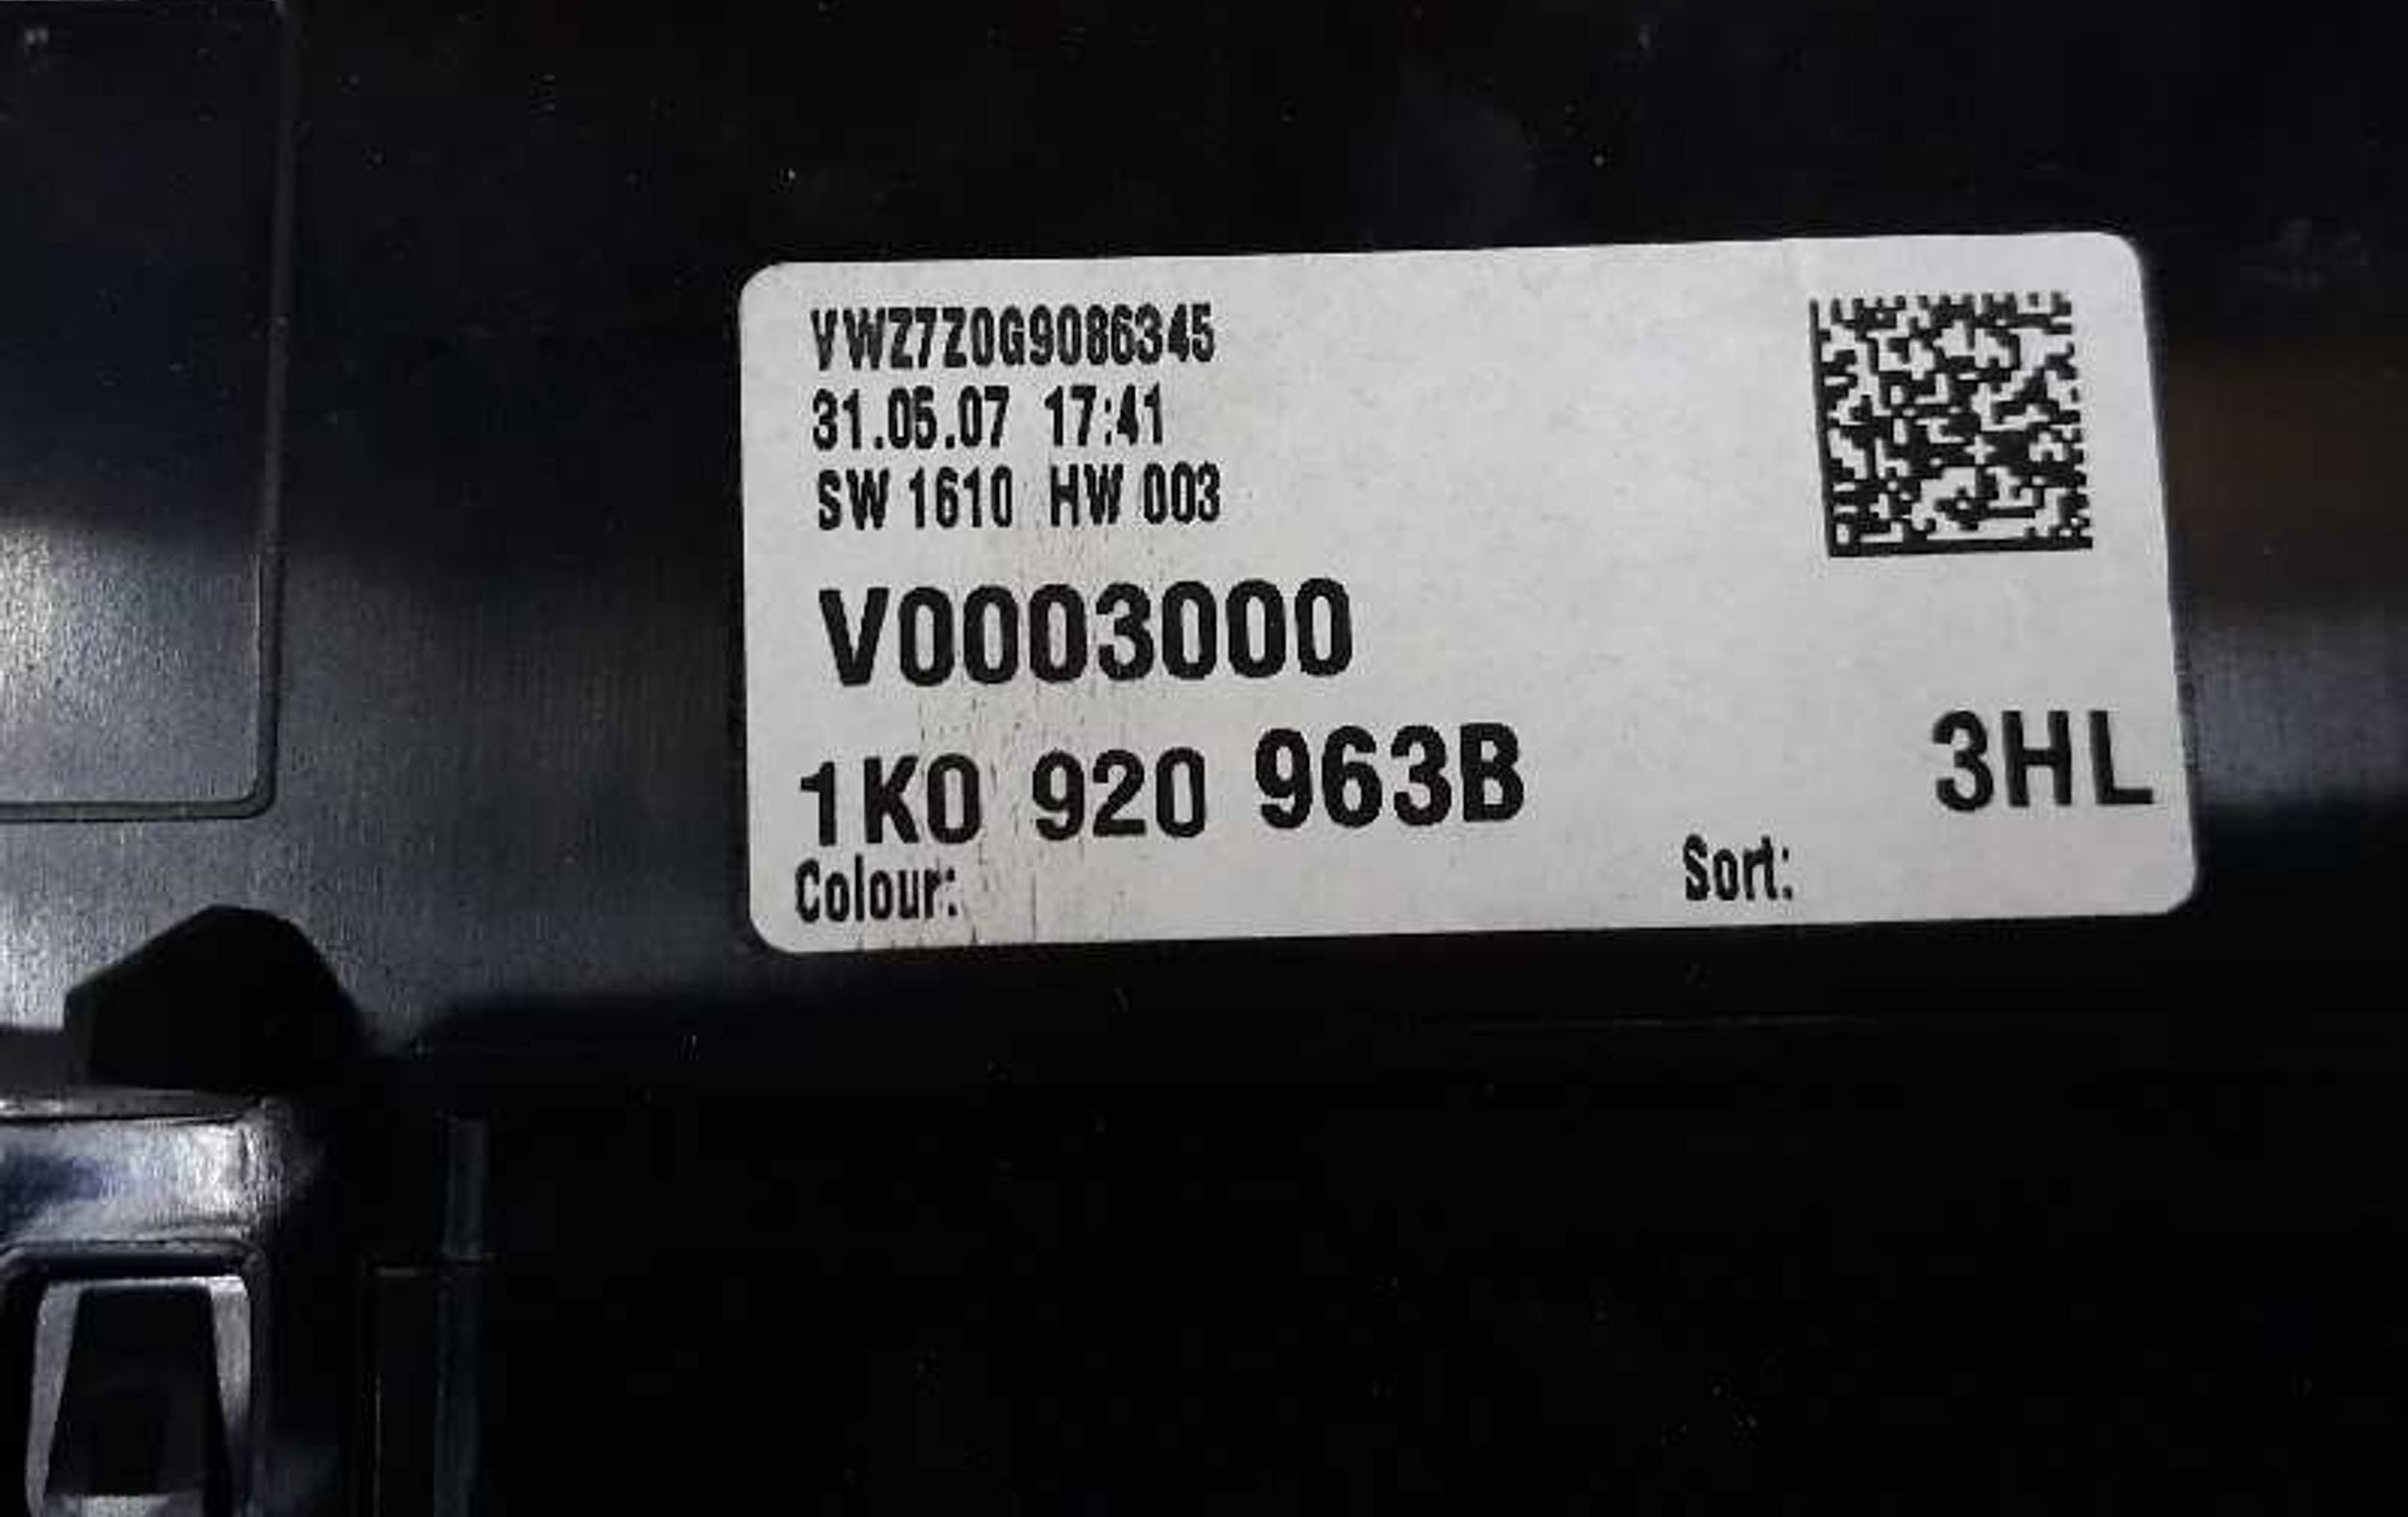 VWZ7Z0G9086345
31.05.07 17:41
SW 1610 HW 003
V0003000
1K0 920 963B 3HL
Colour: Sort: